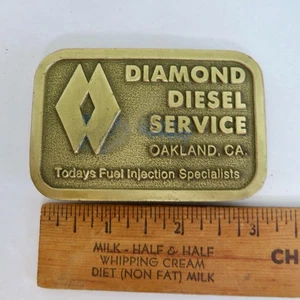 DIAMOND
DIESEL
SERVICE
OAKLAND, CA.
Todays Fuel Injection Specialists
1 2 3
MILK - HALF & HALF
WHIPPING CREAM
DIET (NON FAT) MILK
CH